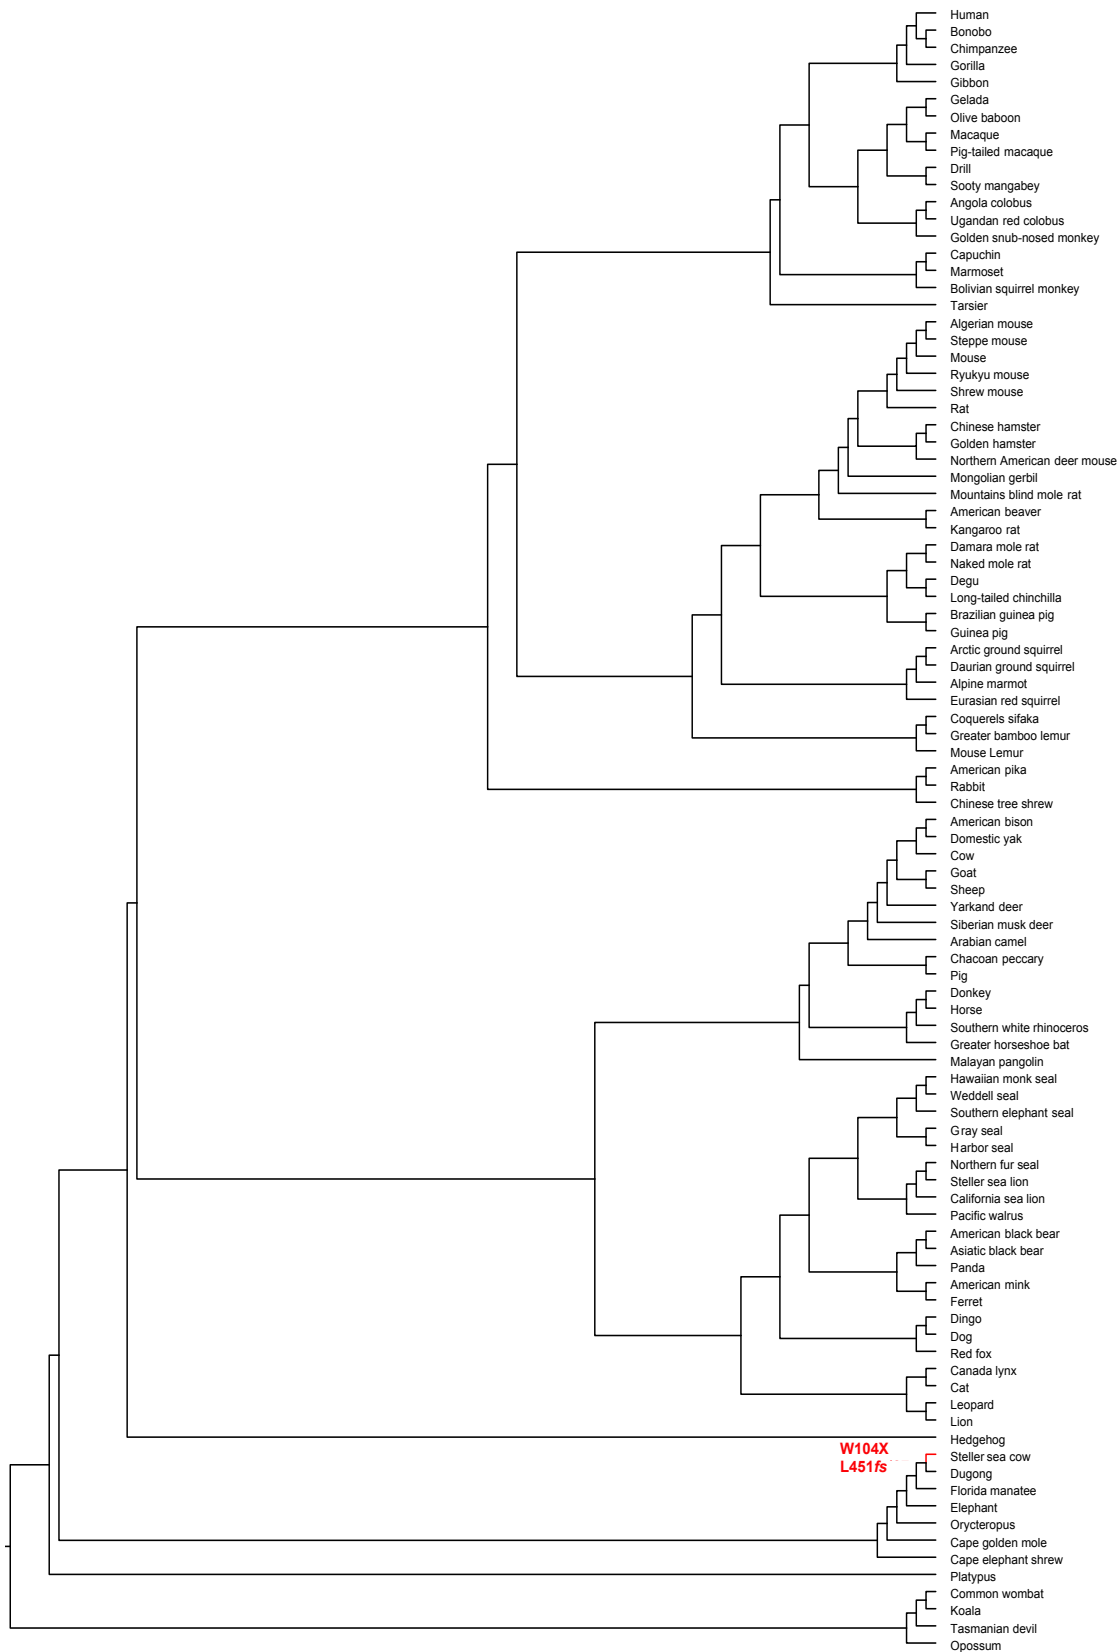 Human
Bonobo
Chimpanzee
Gorilla
Gibbon
Gelada
Olive baboon
Macaque
Pig-tailed macaque
Drill
Sooty mangabey
Angola colobus
Ugandan red colobus
Golden snub-nosed monkey
Capuchin
Marmoset
Bolivian squirrel monkey
Tarsier
Algerian mouse
Steppe mouse
Mouse
Ryukyu mouse
Shrew mouse
Rat
Chinese hamster
Golden hamster
Northern American deer mouse
Mongolian gerbil
Mountains blind mole rat
American beaver
Kangaroo rat
Damara mole rat
Naked mole rat
Degu
Long-tailed chinchilla
Brazilian guinea pig
Guinea pig
Arctic ground squirrel
Daurian ground squirrel
Alpine marmot
Eurasian red squirrel
Coquerels sifaka
Greater bamboo lemur
Mouse Lemur
American pika
Rabbit
Chinese tree shrew
American bison
Domestic yak
Cow
Goat
Sheep
Yarkand deer
Siberian musk deer
Arabian camel
Chacoan peccary
Pig
Donkey
Horse
Southern white rhinoceros
Greater horseshoe bat
Malayan pangolin
Hawaiian monk seal
Weddell seal
Southern elephant seal
Gray seal
Harbor seal
Northern fur seal
Steller sea lion
California sea lion
Pacific walrus
American black bear
Asiatic black bear
Panda
American mink
Ferret
Dingo
Dog
Red fox
Canada lynx
Cat
Leopard
Lion
Hedgehog
W104X
Steller sea cow
L451fs
Dugong
Florida manatee
Elephant
Orycteropus
Cape golden mole
Cape elephant shrew
Platypus
Common wombat
Koala
Tasmanian devil
Opossum